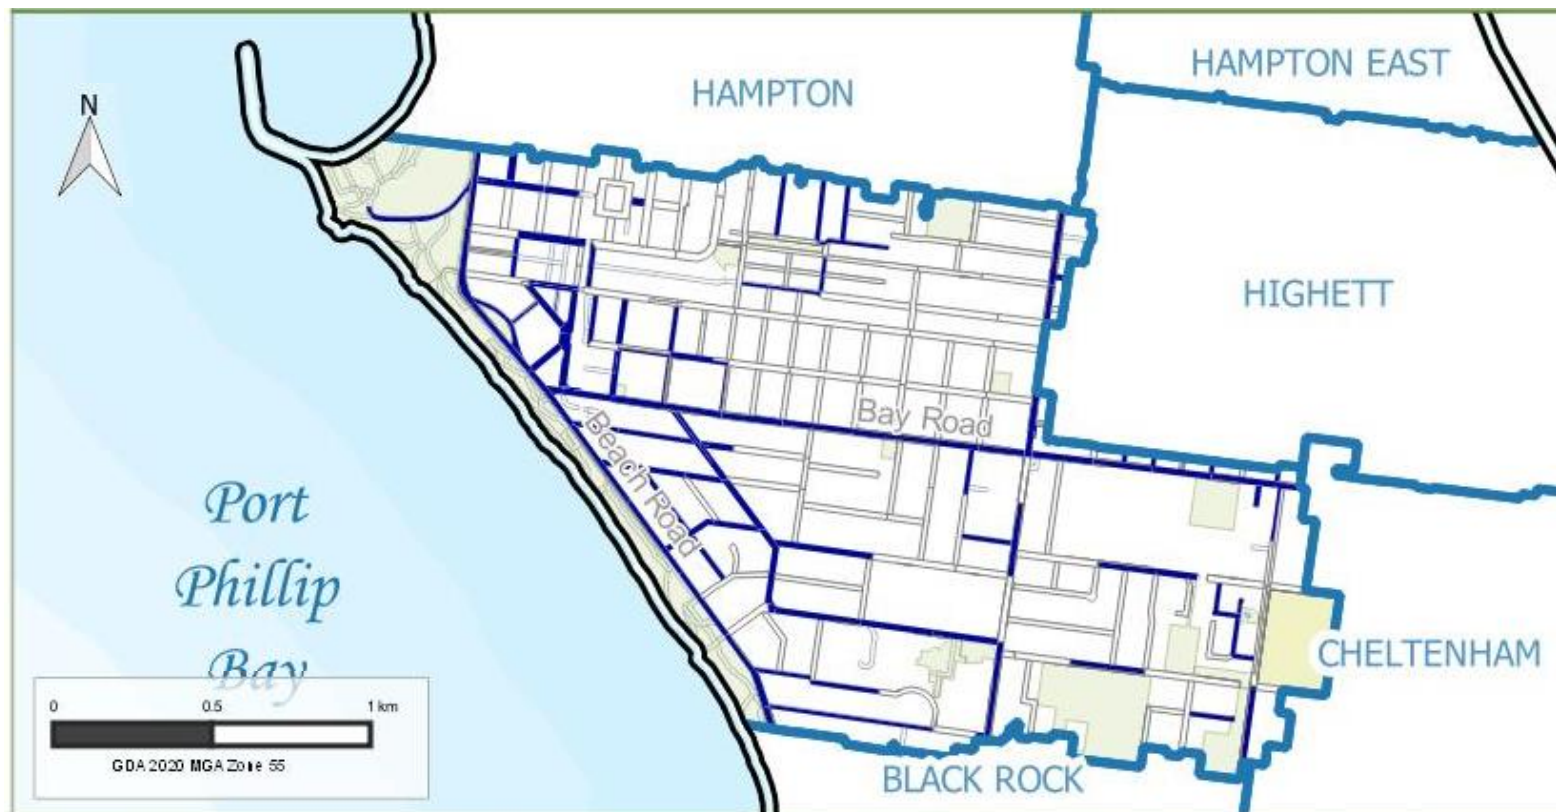 HAMPTON EAST
HAMPTON
N
HIGHETT
Bay Road
Beach Road
Port
Phillip
Bay
CHELTENHAM
0 0.5 1 km
GDA 2020 MGA Zone 55
BLACK ROCK